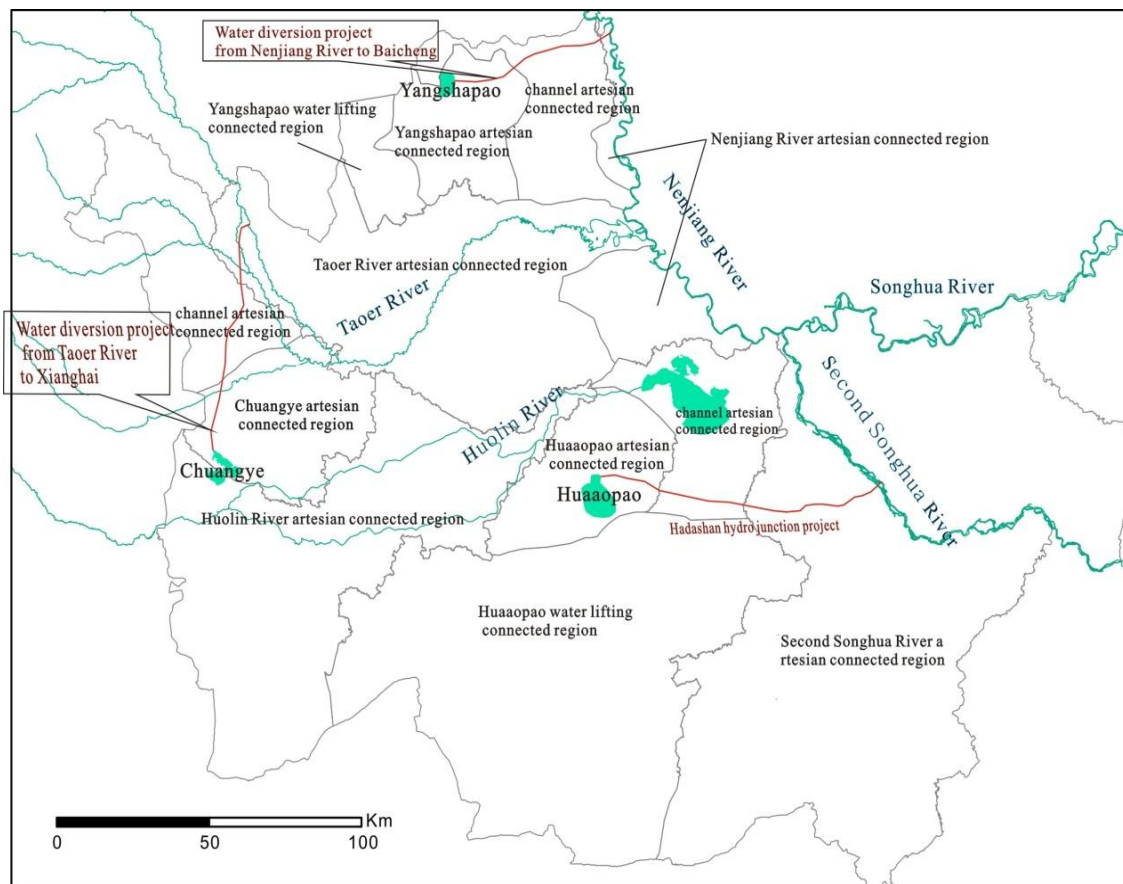 Water diversion project
from Nenjiang River to Baicheng
Yangshapao
channel artesian
connected region
Yangshapao water lifting
connected region
Yangshapao artesian
connected region
Nenjiang River artesian connected region
Nenjiang River
Taoer River artesian connected region
Songhua River
Taoer River
channel artesian
connected region
Water diversion project
from Taoer River
to Xianghai
Second Songhua River
Chuangye artesian
connected region
Huolin River
channel artesian
connected region
Huaaopao artesian
connected region
Chuangye
Huaaopao
Huolin River artesian connected region
Hadashan hydro junction project
Huaaopao water lifting
connected region
Second Songhua River a
rtesian connected region
Km
0
50
100